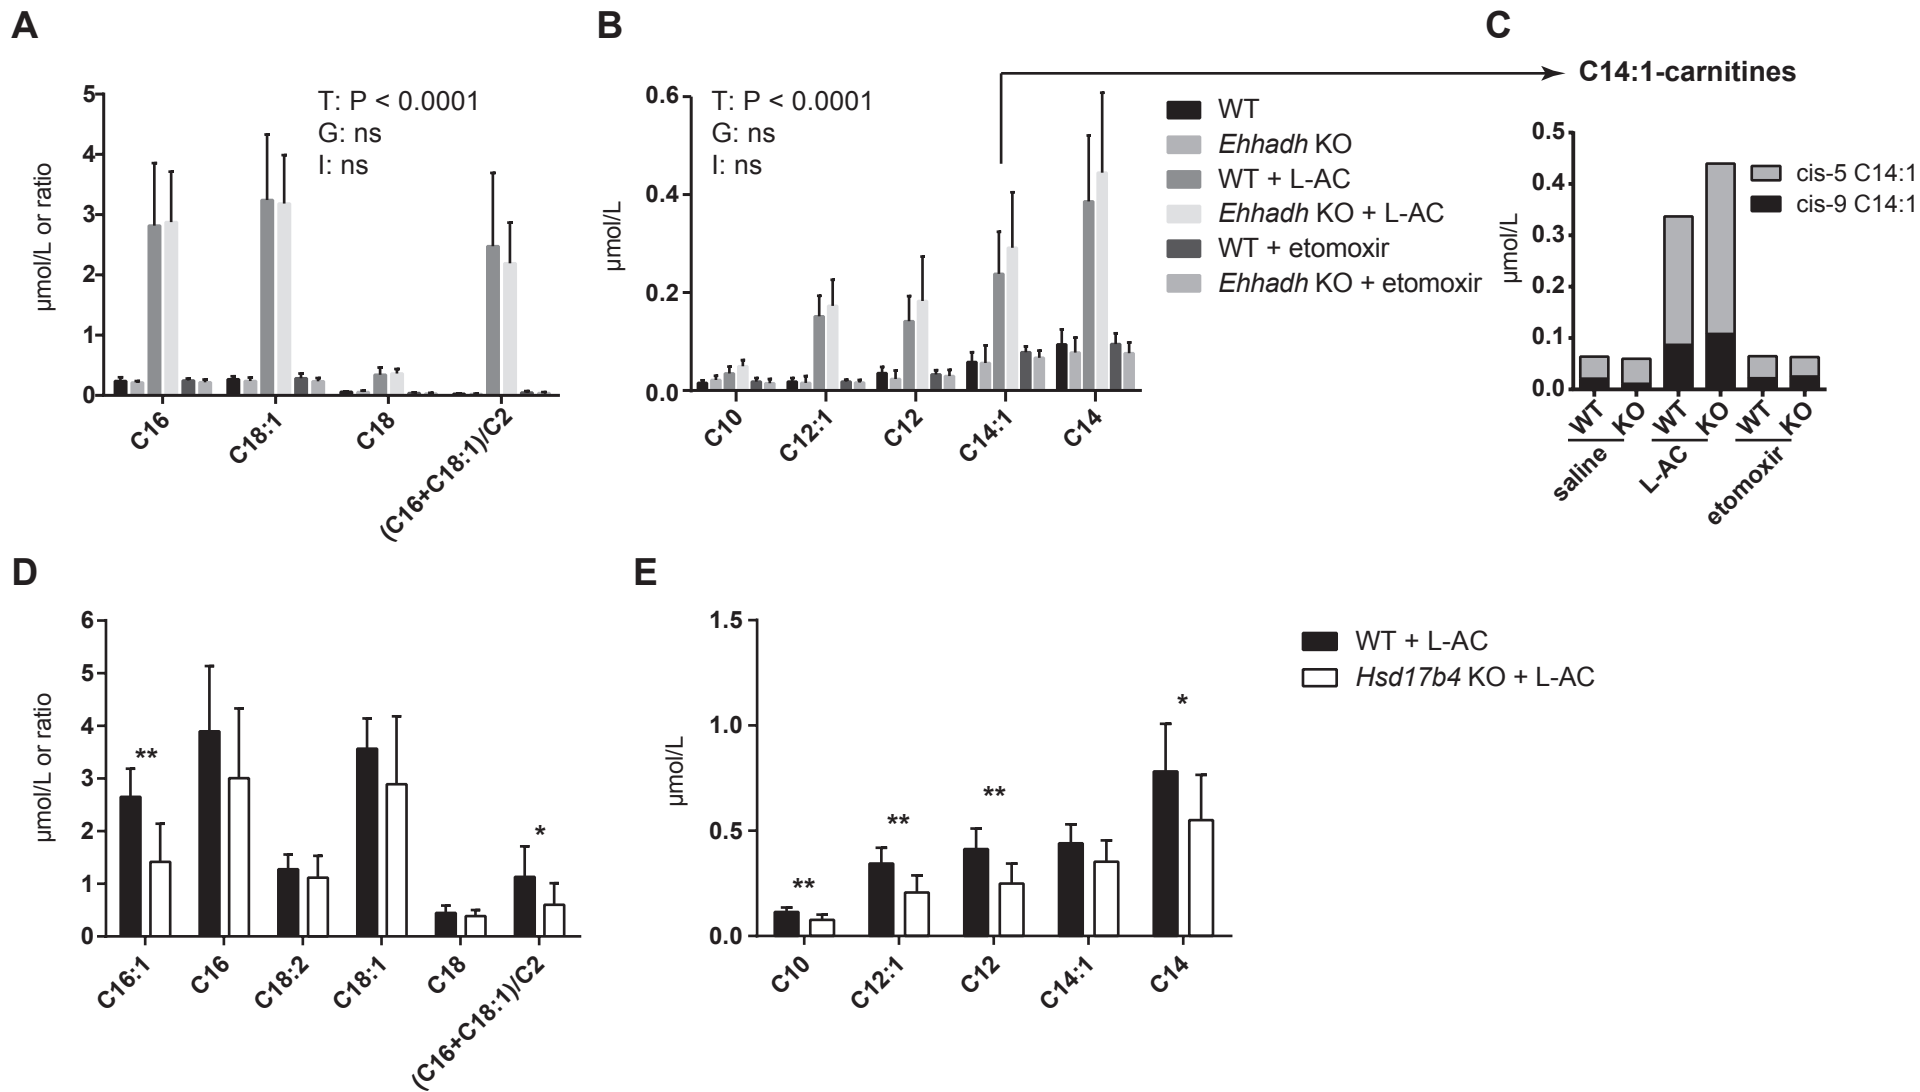 A
µmol/L or ratio
5
4
3
2
1
0
T: P < 0.0001
G: ns
I: ns
C16
C18:1
C18
(C16+C18:1)/C2
B
µmol/L
0.6
0.4
0.2
0.0
T: P < 0.0001
G: ns
I: ns
C10
C12:1
C12
C14:1
C14
WT
Ehhadh KO
WT + L-AC
Ehhadh KO + L-AC
WT + etomoxir
Ehhadh KO + etomoxir
C
C14:1-carnitines
µmol/L
0.5
0.4
0.3
0.2
0.1
0.0
cis-5 C14:1
cis-9 C14:1
WT
KO
WT
KO
WT
KO
saline
L-AC
etomoxir
D
µmol/L or ratio
6
5
4
3
2
1
0
**
*
C16:1
C16
C18:2
C18:1
C18
(C16+C18:1)/C2
E
µmol/L
1.5
1.0
0.5
0.0
**
**
**
*
C10
C12:1
C12
C14:1
C14
WT + L-AC
Hsd17b4 KO + L-AC